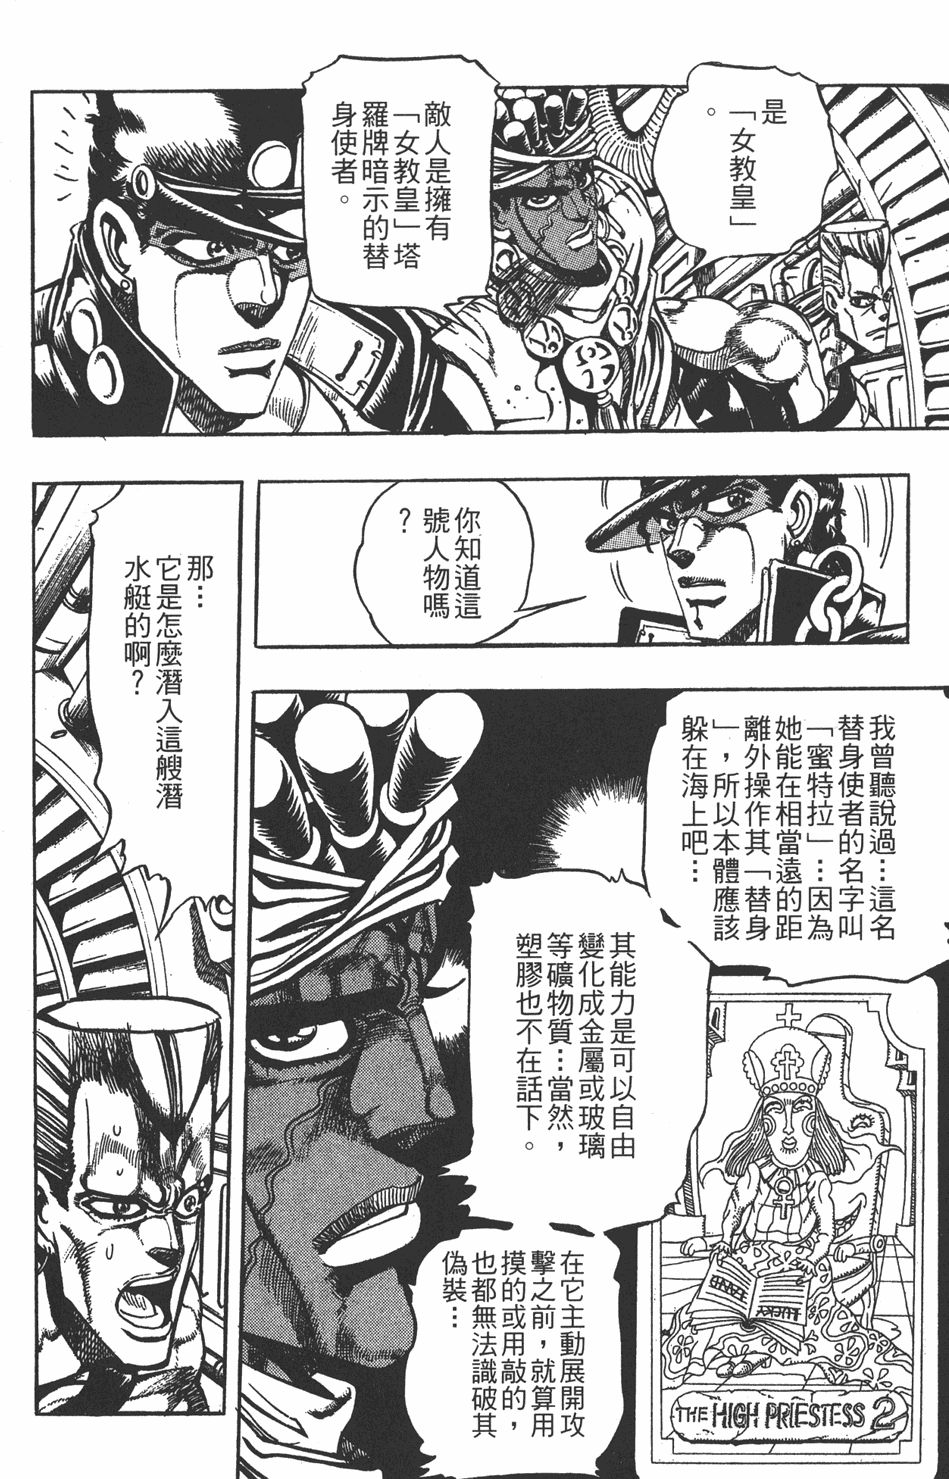 是
「女教皇」
。
敵人是擁有
「女教皇」塔
羅牌暗示的替
身使者。
你知道這
號人物嗎
?
我曾聽說過…這名
替身使者的名字叫
「蜜特拉」…因為
她能在相當遠的距
離外操作其「替身
」，所以本體應該
躲在海上吧…
其能力是可以自由
變化成金屬或玻璃
等礦物質…當然，
塑膠也不在話下。
在它主動展開攻
擊之前，就算用
摸的或用敲的，
也都無法識破其
偽裝…
THE HIGH PRIESTESS 2
那…
它是怎麼潛入這艘潛
水艇的啊?